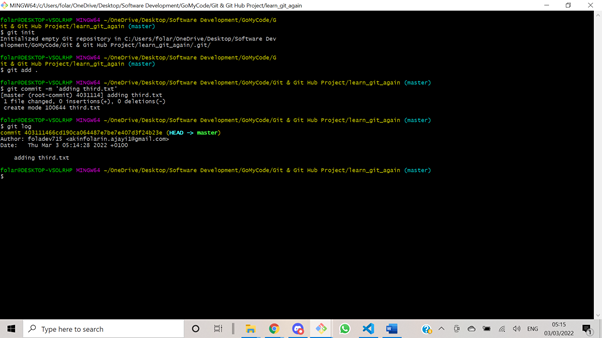 MINGW64:/c/Users/folar/OneDrive/Desktop/Software Development/GoMyCode/Git & Git Hub Project/learn_git_again
folar@DESKTOP-VSOLRHP MINGW64 ~/OneDrive/Desktop/Software Development/GoMyCode/G
it & Git Hub Project/learn_git_again (master)
$ git init
Initialized empty Git repository in C:/Users/folar/OneDrive/Desktop/Software Dev
elopment/GoMyCode/Git & Git Hub Project/learn_git_again/.git/
folar@DESKTOP-VSOLRHP MINGW64 ~/OneDrive/Desktop/Software Development/GoMyCode/G
it & Git Hub Project/learn_git_again (master)
$ git add .
folar@DESKTOP-VSOLRHP MINGW64 ~/OneDrive/Desktop/Software Development/GoMyCode/Git & Git Hub Project/learn_git_again (master)
$ git commit -m 'adding third.txt'
[master (root-commit) 4031114] adding third.txt
1 file changed, 0 insertions(+), 0 deletions(-)
create mode 100644 third.txt
folar@DESKTOP-VSOLRHP MINGW64 ~/OneDrive/Desktop/Software Development/GoMyCode/Git & Git Hub Project/learn_git_again (master)
$ git log
commit 403111466cd190ca064487e7be7e407d3f24b23e (HEAD -> master)
Author: foladev715 <akinfolarin.ajayi1@gmail.com>
Date: Thu Mar 3 05:14:28 2022 +0100
adding third.txt
folar@DESKTOP-VSOLRHP MINGW64 ~/OneDrive/Desktop/Software Development/GoMyCode/Git & Git Hub Project/learn_git_again (master)
$
Type here to search
ENG
05:15
03/03/2022